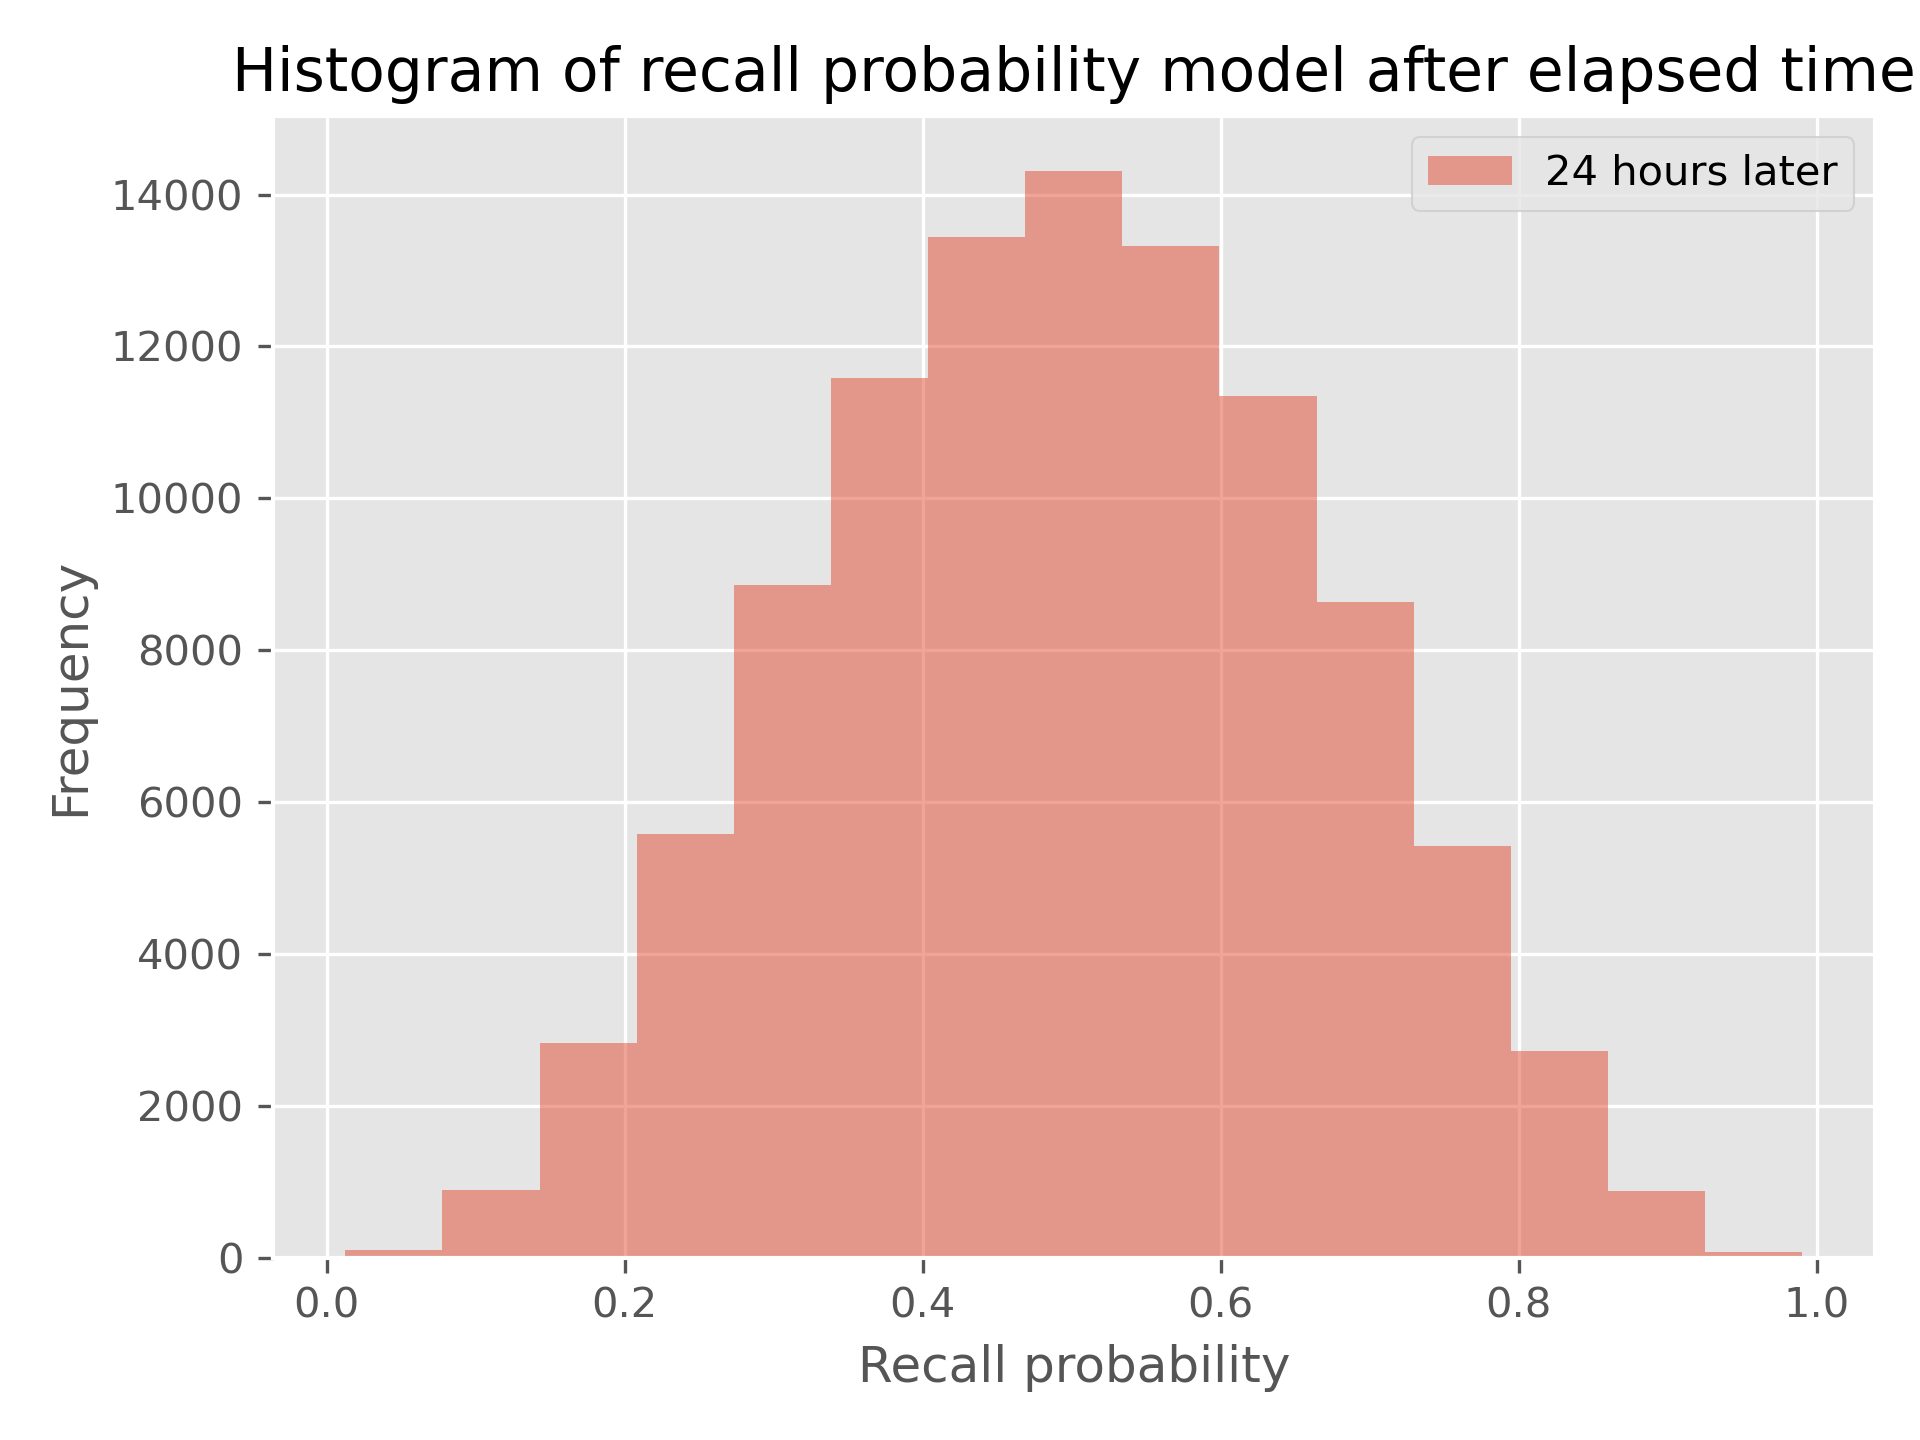 Histogram of recall probability model after elapsed time
24 hours later
14000
12000
10000
8000
6000
4000
2000
0
Frequency
0.0 0.2 0.4 0.6 0.8 1.0
Recall probability